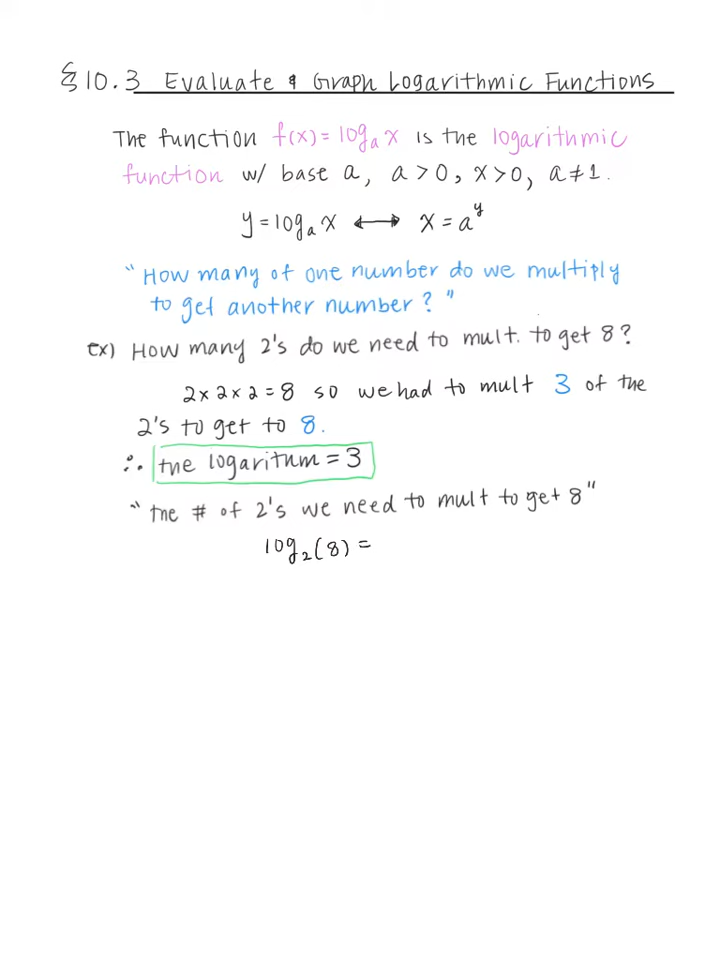 § 10.3 Evaluate & Graph Logarithmic Functions
The function f(x) = logₐ x is the logarithmic
function w/ base a, a > 0, x > 0, a ≠ 1.
y = logₐ x ⟷ x = a^y
"How many of one number do we multiply
to get another number?"
Ex) How many 2's do we need to mult. to get 8?
2 × 2 × 2 = 8 so we had to mult 3 of the
2's to get to 8.
∴ the logaritum = 3
"the # of 2's we need to mult to get 8"
log₂(8) =